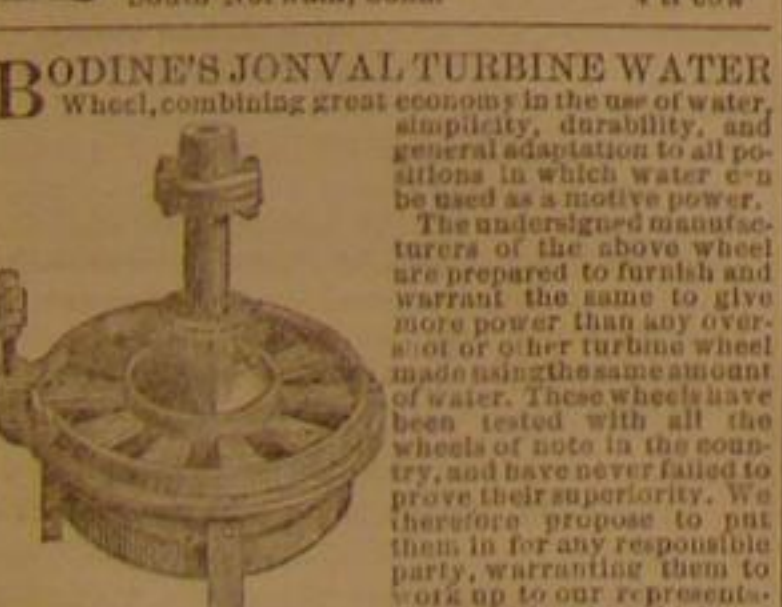 South Norwalk, Conn.
BODINE'S JONVAL TURBINE WATER
Wheel, combining great economy in the use of water,
simplicity, durability, and
general adaptation to all po-
sitions in which water can
be used as a motive power.
The undersigned manufac-
turers of the above wheel
are prepared to furnish and
warrant the same to give
more power than any over-
shot or other turbine wheel
made using the same amount
of water. These wheels have
been tested with all the
wheels of note in the coun-
try, and have never failed to
prove their superiority. We
therefore propose to put
them in for any responsible
party, warranting them to
work up to our representa-